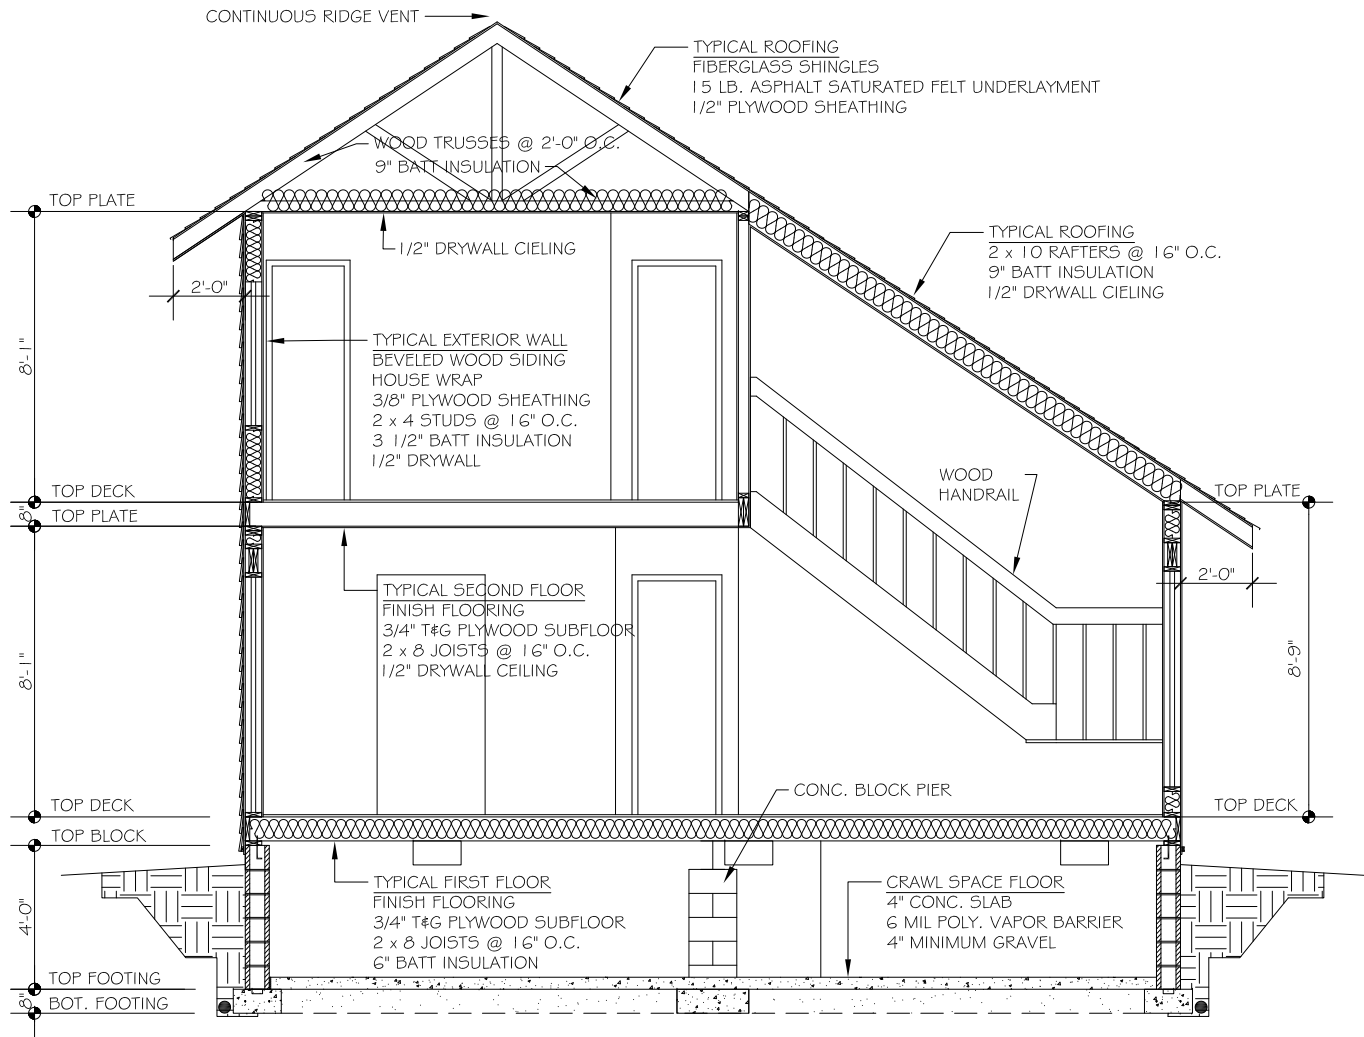 CONTINUOUS RIDGE VENT
TYPICAL ROOFING
FIBERGLASS SHINGLES
15 LB. ASPHALT SATURATED FELT UNDERLAYMENT
1/2" PLYWOOD SHEATHING
WOOD TRUSSES @ 2'-0" O.C.
9" BATT INSULATION
TOP PLATE
1/2" DRYWALL CIELING
TYPICAL ROOFING
2 x 10 RAFTERS @ 16" O.C.
9" BATT INSULATION
1/2" DRYWALL CIELING
2'-0"
8'-1"
TYPICAL EXTERIOR WALL
BEVELED WOOD SIDING
HOUSE WRAP
3/8" PLYWOOD SHEATHING
2 x 4 STUDS @ 16" O.C.
3 1/2" BATT INSULATION
1/2" DRYWALL
WOOD
HANDRAIL
TOP DECK
8"
TOP PLATE
TOP PLATE
2'-0"
TYPICAL SECOND FLOOR
FINISH FLOORING
3/4" T&G PLYWOOD SUBFLOOR
2 x 8 JOISTS @ 16" O.C.
1/2" DRYWALL CEILING
8'-1"
8'-9"
CONC. BLOCK PIER
TOP DECK
TOP DECK
TOP BLOCK
TYPICAL FIRST FLOOR
FINISH FLOORING
3/4" T&G PLYWOOD SUBFLOOR
2 x 8 JOISTS @ 16" O.C.
6" BATT INSULATION
CRAWL SPACE FLOOR
4" CONC. SLAB
6 MIL POLY. VAPOR BARRIER
4" MINIMUM GRAVEL
4'-0"
TOP FOOTING
8"
BOT. FOOTING